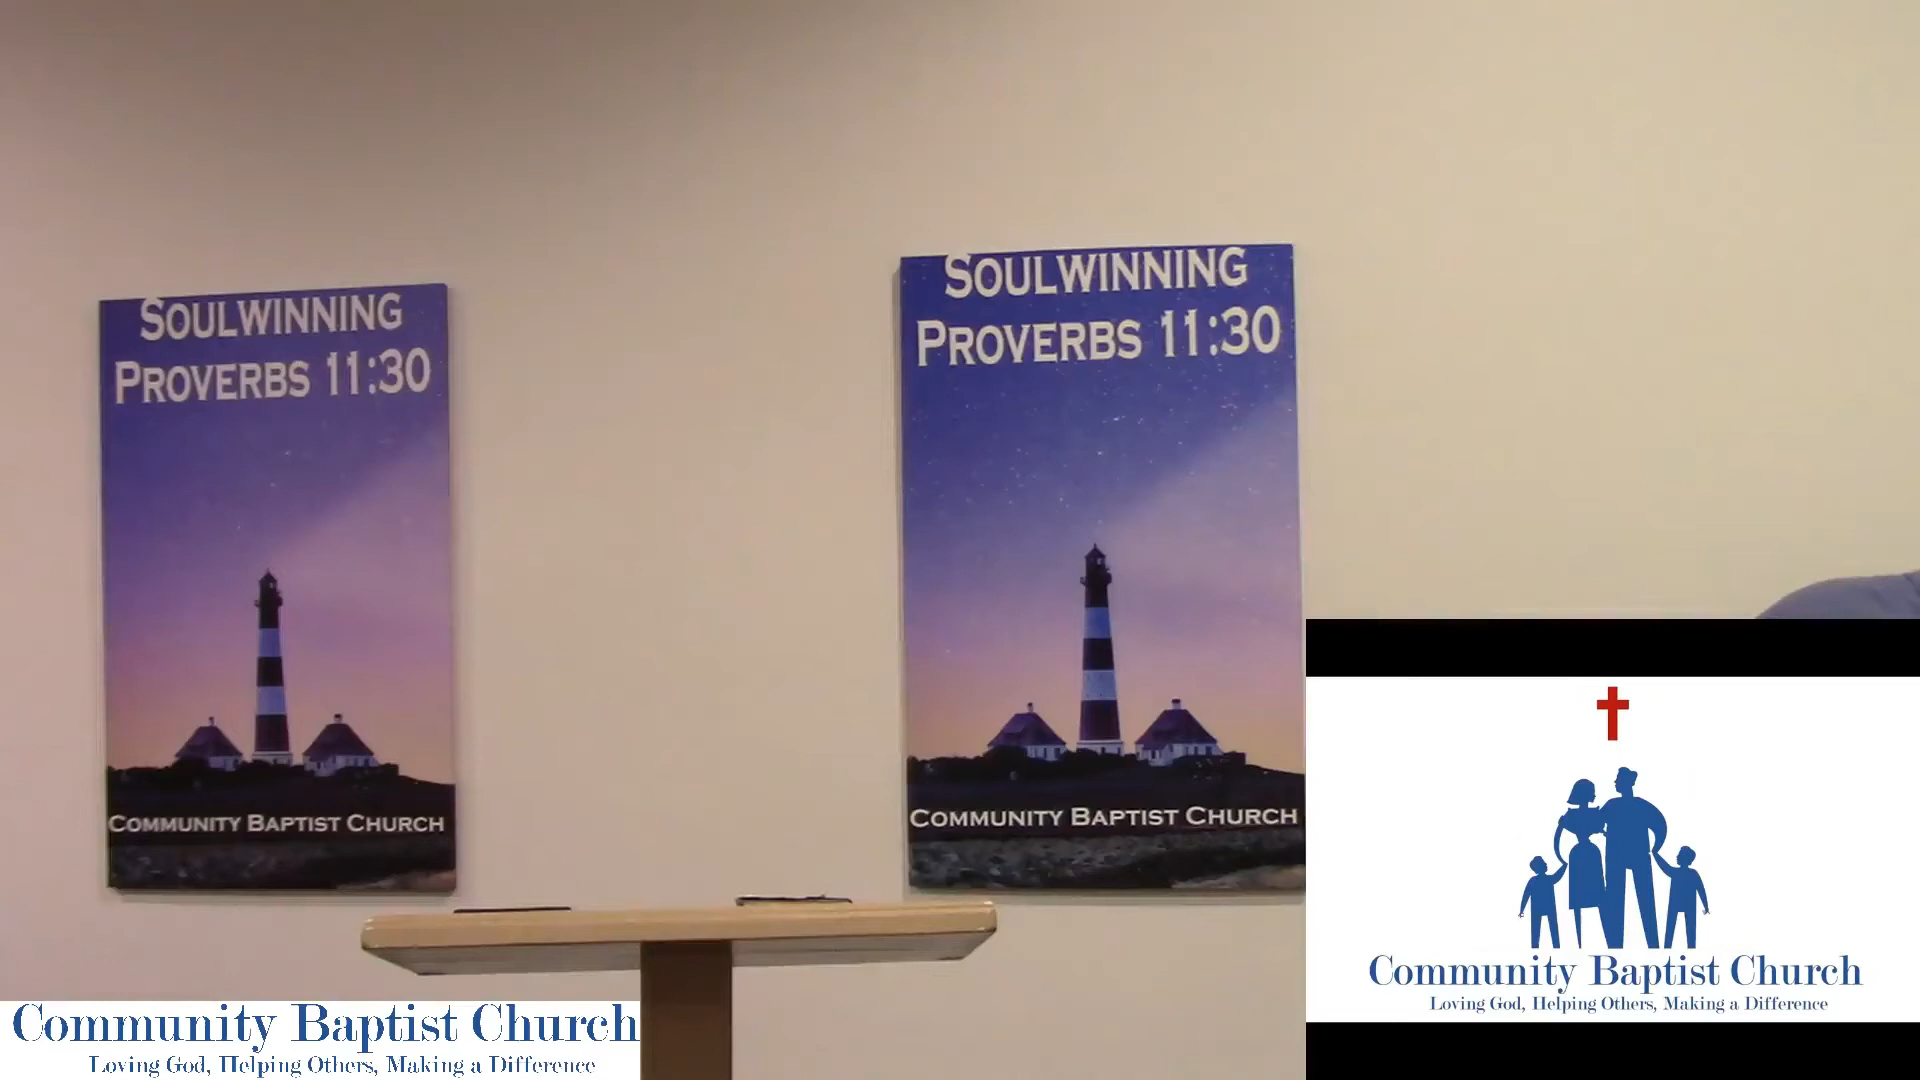 SOULWINNING
PROVERBS 11:30
COMMUNITY BAPTIST CHURCH
SOULWINNING
PROVERBS 11:30
COMMUNITY BAPTIST CHURCH
Community Baptist Church
Loving God, Helping Others, Making a Difference
Community Baptist Church
Loving God, Helping Others, Making a Difference